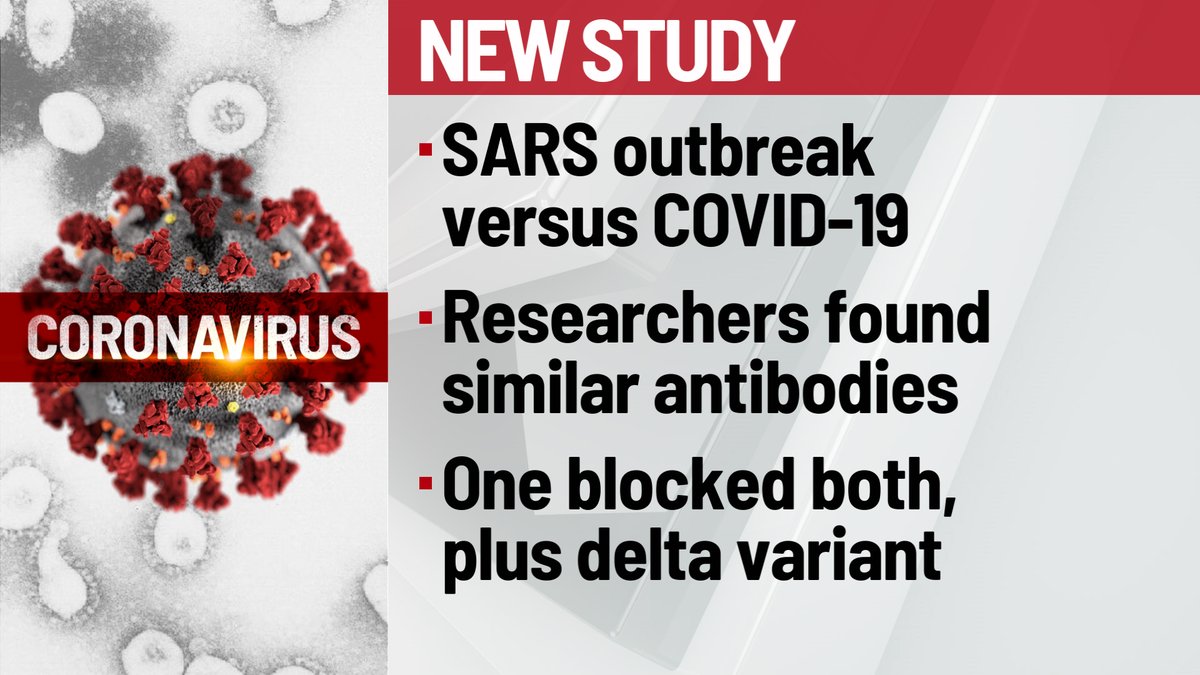 NEW STUDY
CORONAVIRUS
SARS outbreak
versus COVID-19
Researchers found
similar antibodies
One blocked both,
plus delta variant